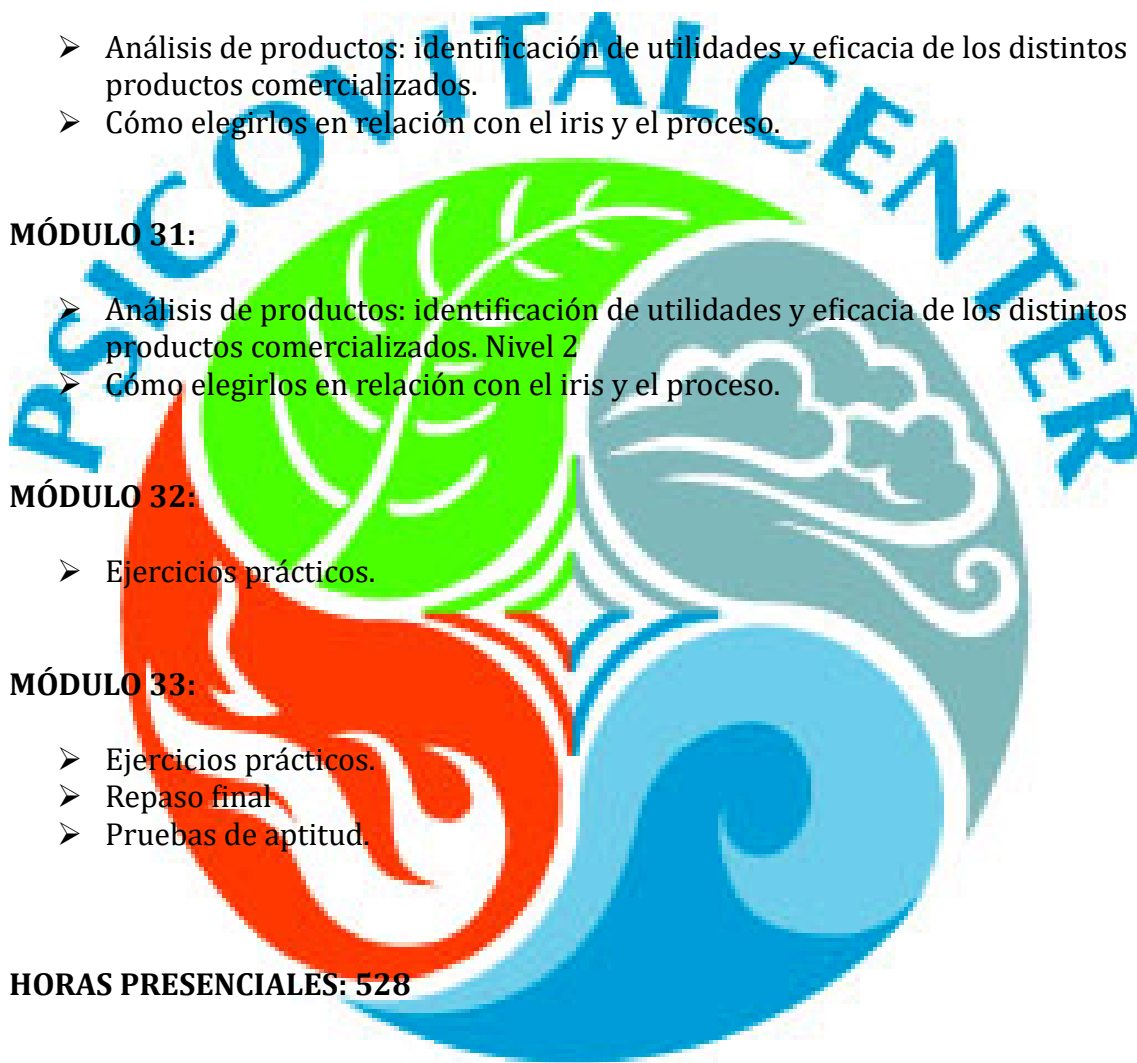 PSICOVITALCENTER
➢ Análisis de productos: identificación de utilidades y eficacia de los distintos
productos comercializados.
➢ Cómo elegirlos en relación con el iris y el proceso.
MÓDULO 31:
➢ Análisis de productos: identificación de utilidades y eficacia de los distintos
productos comercializados. Nivel 2
➢ Cómo elegirlos en relación con el iris y el proceso.
MÓDULO 32:
➢ Ejercicios prácticos.
MÓDULO 33:
➢ Ejercicios prácticos.
➢ Repaso final
➢ Pruebas de aptitud.
HORAS PRESENCIALES: 528